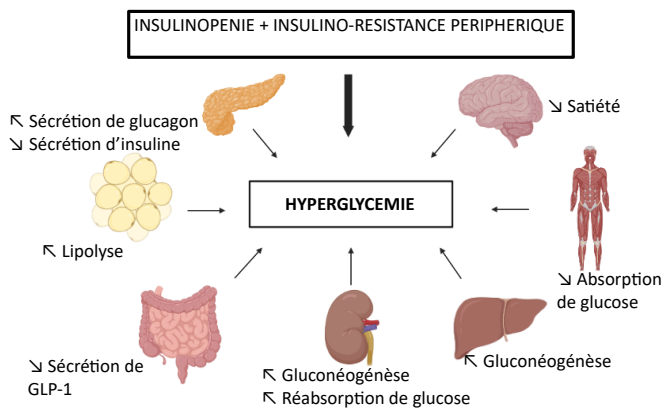 INSULINOPENIE + INSULINO-RESISTANCE PERIPHERIQUE
↖ Sécrétion de glucagon
↘ Sécrétion d’insuline
↘ Satiété
HYPERGLYCEMIE
↖ Lipolyse
↘ Absorption
de glucose
↘ Sécrétion de
GLP-1
↖ Gluconéogénèse
↖ Réabsorption de glucose
↖ Gluconéogénèse